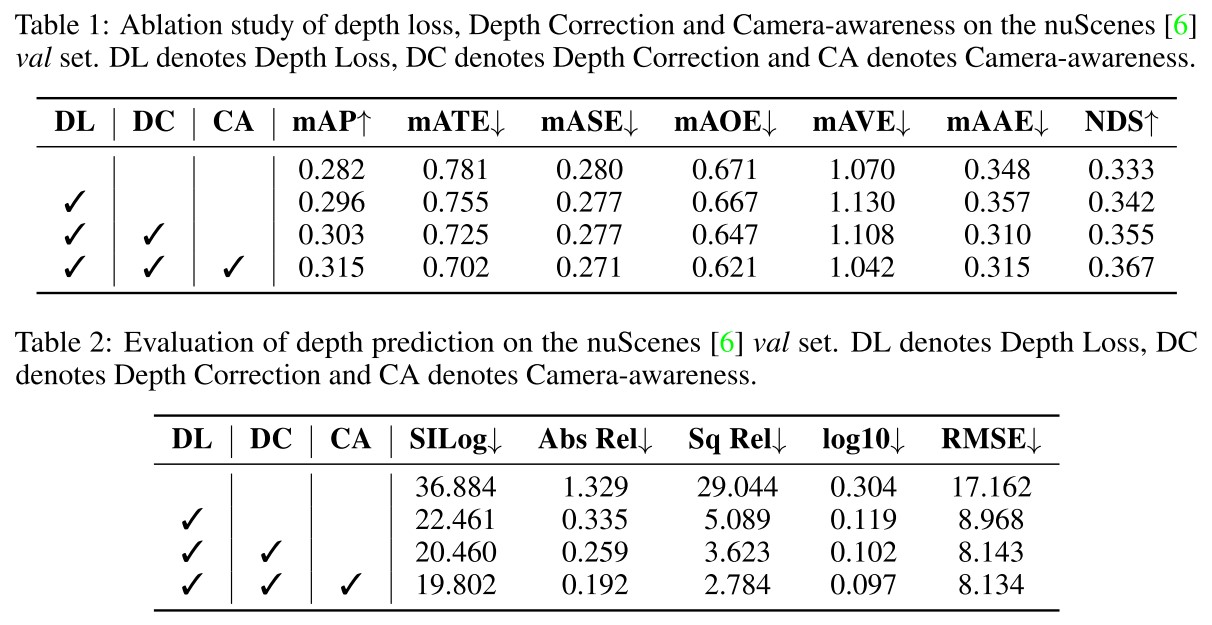 Table 1: Ablation study of depth loss, Depth Correction and Camera-awareness on the nuScenes [6]
val set. DL denotes Depth Loss, DC denotes Depth Correction and CA denotes Camera-awareness.
DL | DC | CA | mAP↑ mATE↓ mASE↓ mAOE↓ mAVE↓ mAAE↓ NDS↑
| | | 0.282 0.781 0.280 0.671 1.070 0.348 0.333
✓ | | | 0.296 0.755 0.277 0.667 1.130 0.357 0.342
✓ | ✓ | | 0.303 0.725 0.277 0.647 1.108 0.310 0.355
✓ | ✓ | ✓ | 0.315 0.702 0.271 0.621 1.042 0.315 0.367
Table 2: Evaluation of depth prediction on the nuScenes [6] val set. DL denotes Depth Loss, DC
denotes Depth Correction and CA denotes Camera-awareness.
DL | DC | CA | SILog↓ Abs Rel↓ Sq Rel↓ log10↓ RMSE↓
| | | 36.884 1.329 29.044 0.304 17.162
✓ | | | 22.461 0.335 5.089 0.119 8.968
✓ | ✓ | | 20.460 0.259 3.623 0.102 8.143
✓ | ✓ | ✓ | 19.802 0.192 2.784 0.097 8.134